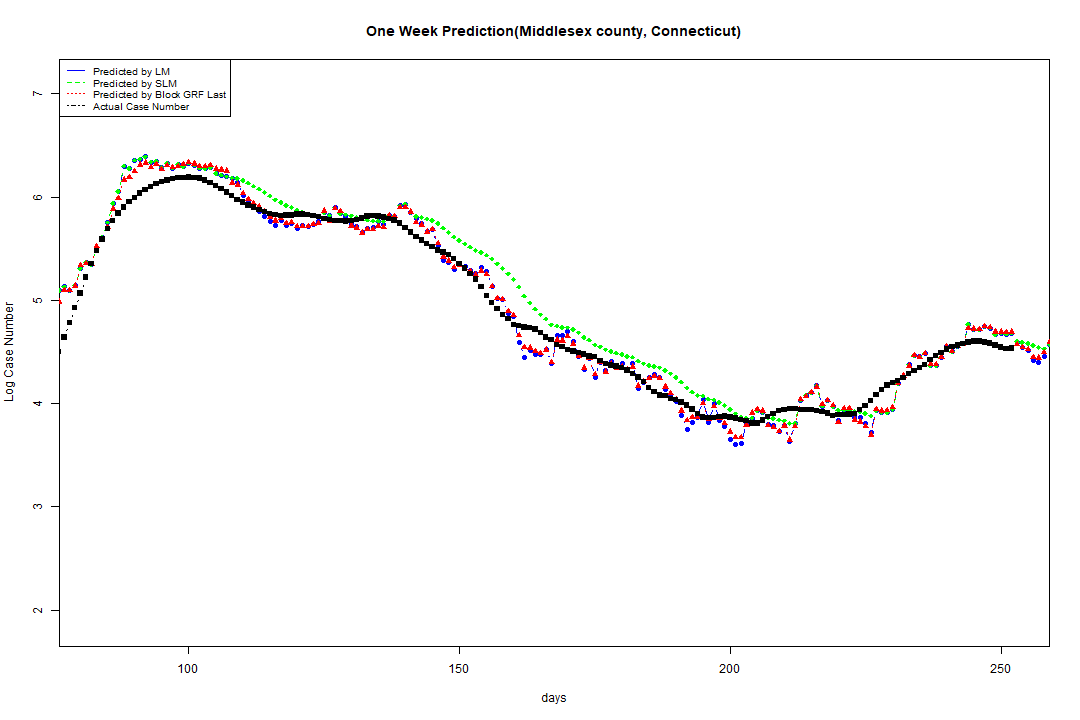 One Week Prediction(Middlesex county, Connecticut)
Predicted by LM
Predicted by SLM
Predicted by Block GRF Last
Actual Case Number
7
6
5
4
3
2
Log Case Number
100 150 200 250
days